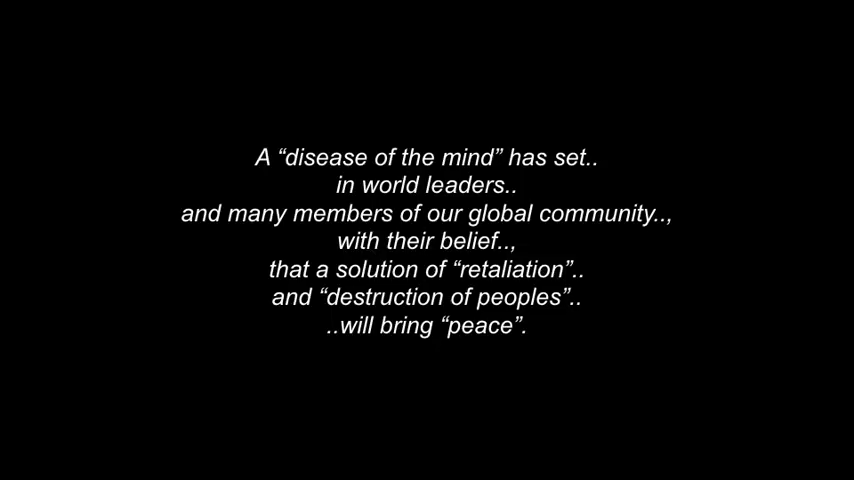 A “disease of the mind” has set..
in world leaders..
and many members of our global community..,
with their belief..,
that a solution of “retaliation”..
and “destruction of peoples”..
..will bring “peace”.